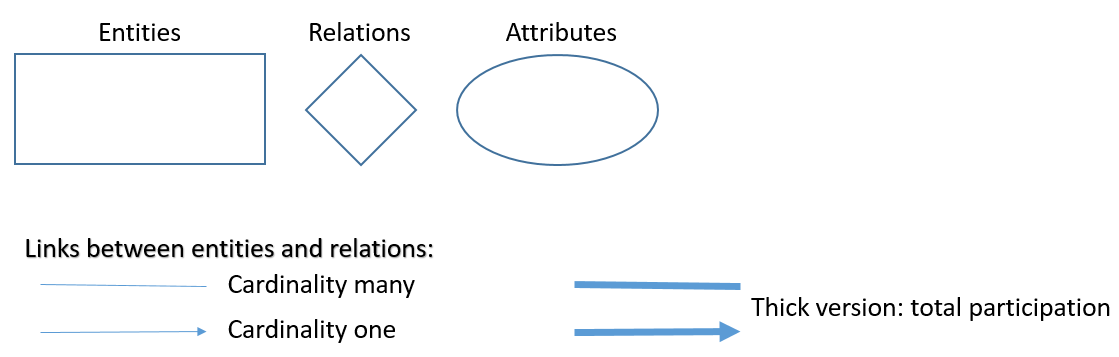 Entities
Relations
Attributes
Links between entities and relations:
Cardinality many
Cardinality one
Thick version: total participation